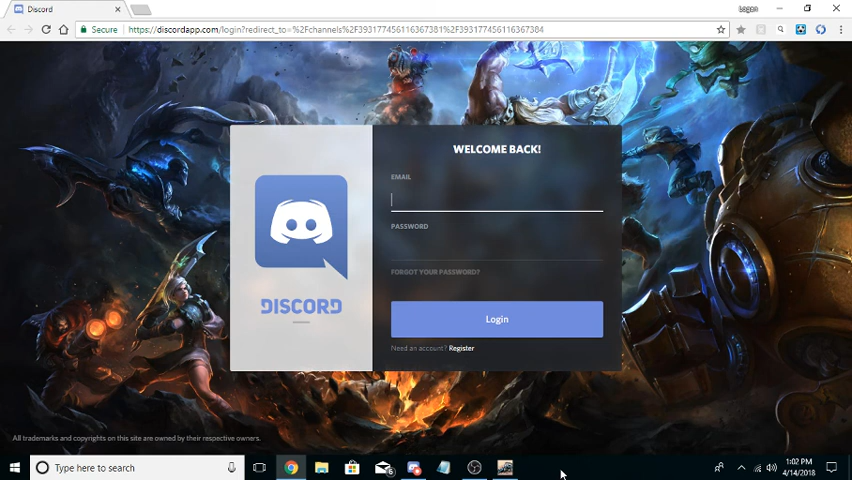 Discord
Logan
Secure
https://discordapp.com/login?redirect_to=%2Fchannels%2F393177456116367381%2F393177456116367384
WELCOME BACK!
EMAIL
PASSWORD
FORGOT YOUR PASSWORD?
DISCORD
Login
Need an account? Register
All trademarks and copyrights on this site are owned by their respective owners.
Type here to search
6
1:02 PM
4/14/2018